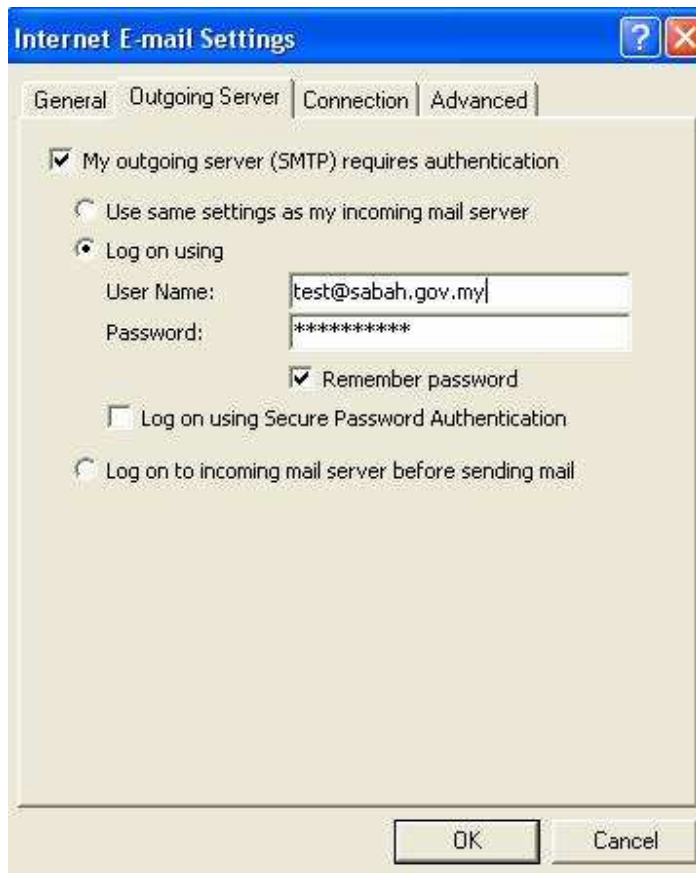 Internet E-mail Settings
General Outgoing Server Connection Advanced
My outgoing server (SMTP) requires authentication
Use same settings as my incoming mail server
Log on using
User Name: test@sabah.gov.my
Password: **********
Remember password
Log on using Secure Password Authentication
Log on to incoming mail server before sending mail
OK Cancel